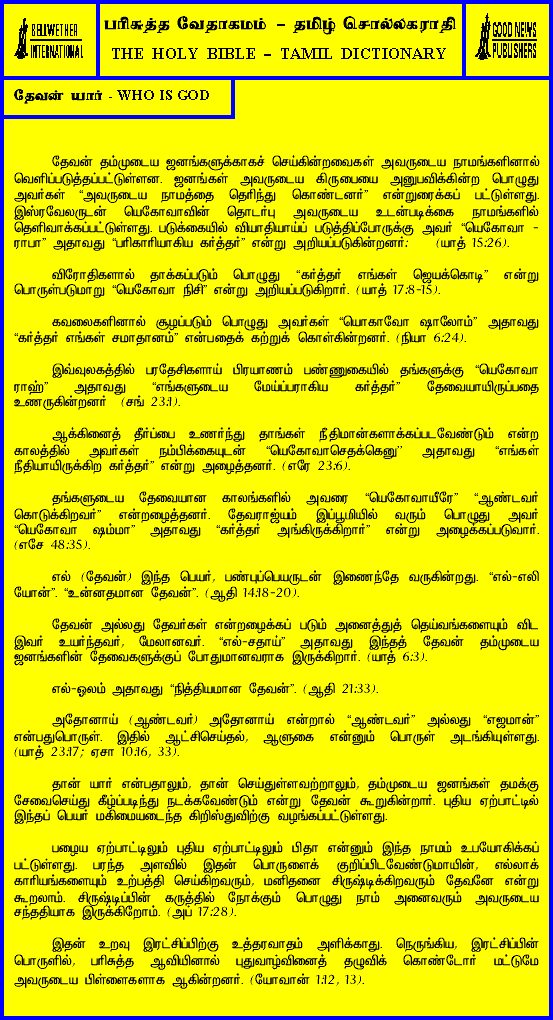 BELLWETHER
INTERNATIONAL
பரிசுத்த வேதாகமம் – தமிழ் சொல்லகராதி
THE HOLY BIBLE – TAMIL DICTIONARY
GOOD NEWS
PUBLISHERS
தேவன் யார் - WHO IS GOD
தேவன் தம்முடைய ஜனங்களுக்காகச் செய்கின்றவைகள் அவருடைய நாமங்களினால்
வெளிப்படுத்தப்பட்டுள்ளன. ஜனங்கள் அவருடைய கிருபையை அனுபவிக்கின்ற பொழுது
அவர்கள் “அவருடைய நாமத்தை தெரிந்து கொண்டனர்” என்றுரைக்கப் பட்டுள்ளது.
இஸ்ரவேலருடன் யெகோவாவின் தொடர்பு அவருடைய உடன்படிக்கை நாமங்களில்
தெளிவாக்கப்பட்டுள்ளது. படுக்கையில் வியாதியாய்ப் படுத்திப்போருக்கு அவர் “யெகோவா -
ராபா” அதாவது “பரிகாரியாகிய கர்த்தர்” என்று அறியப்படுகின்றனர்: (யாத் 15:26).
விரோதிகளால் தாக்கப்படும் பொழுது “கர்த்தர் எங்கள் ஜெயக்கொடி” என்று
பொருள்படுமாறு “யெகோவா நிசி” என்று அறியப்படுகிறார். (யாத் 17:8-15).
கவலைகளினால் சூழப்படும் பொழுது அவர்கள் “யொகாவோ ஷாலோம்” அதாவது
“கர்த்தர் எங்கள் சமாதானம்” என்பதைக் கற்றுக் கொள்கின்றனர். (நியா 6:24).
இவ்வுலகத்தில் பரதேசிகளாய் பிரயாணம் பண்ணுகையில் தங்களுக்கு “யெகோவா
ராஹ்” அதாவது “எங்களுடைய மேய்ப்பராகிய கர்த்தர்” தேவையாயிருப்பதை
உணருகின்றனர் (சங் 23:1).
ஆக்கினைத் தீர்ப்பை உணர்ந்து தாங்கள் நீதிமான்களாக்கப்படவேண்டும் என்ற
காலத்தில் அவர்கள் நம்பிக்கையுடன் “யெகோவாசெதக்கெனு” அதாவது “எங்கள்
நீதியாயிருக்கிற கர்த்தர்” என்று அழைத்தனர். (எரே 23:6).
தங்களுடைய தேவையான காலங்களில் அவரை “யெகோவாயீரே” “ஆண்டவர்
கொடுக்கிறவர்” என்றழைத்தனர். தேவராஜ்யம் இப்பூமியில் வரும் பொழுது அவர்
“யெகோவா ஷம்மா” அதாவது “கர்த்தர் அங்கிருக்கிறார்” என்று அழைக்கப்படுவார்.
(எசே 48:35).
எல் (தேவன்) இந்த பெயர், பண்புப்பெயருடன் இணைந்தே வருகின்றது. “எல்-எலி
யோன்”. “உன்னதமான தேவன்”. (ஆதி 14:18-20).
தேவன் அல்லது தேவர்கள் என்றழைக்கப் படும் அனைத்துத் தெய்வங்களையும் விட
இவர் உயர்ந்தவர், மேலானவர். “எல்-சதாய்” அதாவது இந்தத் தேவன் தம்முடைய
ஜனங்களின் தேவைகளுக்குப் போதுமானவராக இருக்கிறார். (யாத் 6:3).
எல்-ஒலம் அதாவது “நித்தியமான தேவன்”. (ஆதி 21:33).
அதோனாய் (ஆண்டவர்) அதோனாய் என்றால் “ஆண்டவர்” அல்லது “எஜமான்”
என்பதுபொருள். இதில் ஆட்சிசெய்தல், ஆளுகை என்னும் பொருள் அடங்கியுள்ளது.
(யாத் 23:17; ஏசா 10:16, 33).
தான் யார் என்பதாலும், தான் செய்துள்ளவற்றாலும், தம்முடைய ஜனங்கள் தமக்கு
சேவைசெய்து கீழ்ப்படிந்து நடக்கவேண்டும் என்று தேவன் கூறுகின்றார். புதிய ஏற்பாட்டில்
இந்தப் பெயர் மகிமையடைந்த கிறிஸ்துவிற்கு வழங்கப்பட்டுள்ளது.
பழைய ஏற்பாட்டிலும் புதிய ஏற்பாட்டிலும் பிதா என்னும் இந்த நாமம் உபயோகிக்கப்
பட்டுள்ளது. பரந்த அளவில் இதன் பொருளைக் குறிப்பிடவேண்டுமாயின், எல்லாக்
காரியங்களையும் உற்பத்தி செய்கிறவரும், மனிதனை சிருஷ்டிக்கிறவரும் தேவனே என்று
கூறலாம். சிருஷ்டிப்பின் கருத்தில் நோக்கும் பொழுது நாம் அனைவரும் அவருடைய
சந்ததியாக இருக்கிறோம். (அப் 17:28).
இதன் உறவு இரட்சிப்பிற்கு உத்தரவாதம் அளிக்காது. நெருங்கிய, இரட்சிப்பின்
பொருளில், பரிசுத்த ஆவியினால் புதுவாழ்வினைத் தழுவிக் கொண்டோர் மட்டுமே
அவருடைய பிள்ளைகளாக ஆகின்றனர். (யோவான் 1:12, 13).